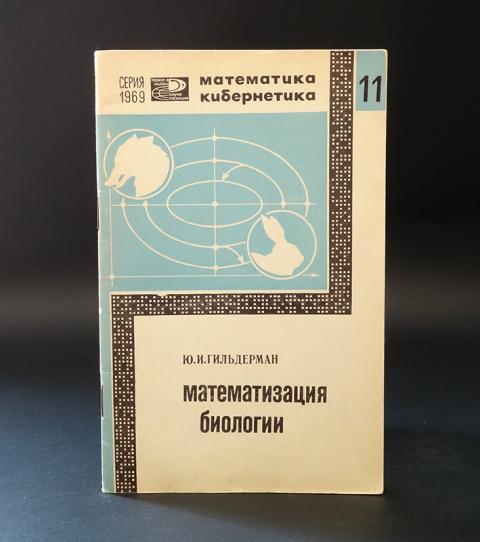 СЕРИЯ
1969
математика
кибернетика
11
Ю.И.ГИЛЬДЕРМАН
математизация
биологии